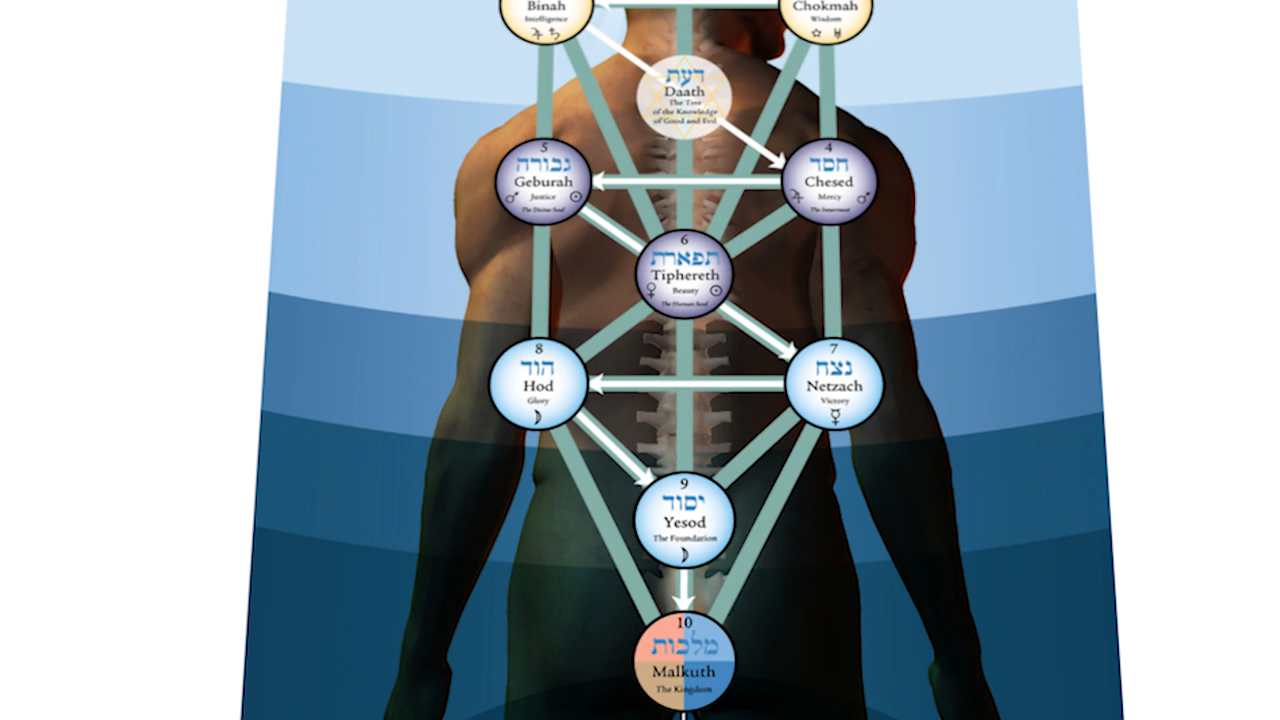 Binah
Intelligence
♃ ♄
Chokmah
Wisdom
☆ ♅
דעת
Daath
The Tree
of the Knowledge
of Good and Evil
5
גבורה
Geburah
Justice
♂ ☉
The Divine Soul
4
חסד
Chesed
Mercy
♃ ♂
The Innermost
6
תפארת
Tiphereth
Beauty
♀ ☉
The Human Soul
8
הוד
Hod
Glory
☽
7
נצח
Netzach
Victory
☿
9
יסוד
Yesod
The Foundation
☽
10
מלכות
Malkuth
The Kingdom